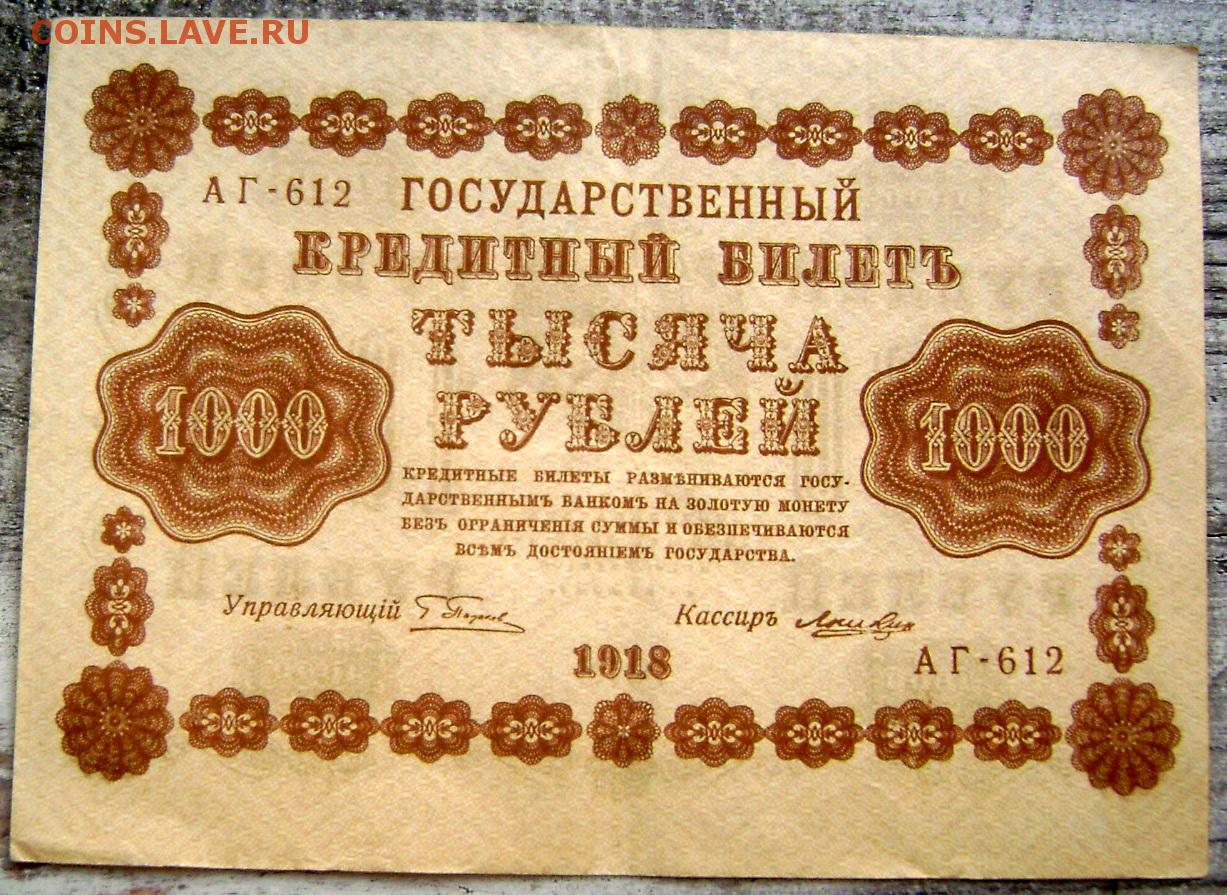 COINS.LAVE.RU
АГ-612 ГОСУДАРСТВЕННЫЙ
КРЕДИТНЫЙ БИЛЕТЪ
ТЫСЯЧА
РУБЛЕЙ
1000 1000
КРЕДИТНЫЕ БИЛЕТЫ РАЗМѢНИВАЮТСЯ ГОСУ-
ДАРСТВЕННЫМЪ БАНКОМЪ НА ЗОЛОТУЮ МОНЕТУ
БЕЗЪ ОГРАНИЧЕНІЯ СУММЫ И ОБЕЗПЕЧИВАЮТСЯ
ВСѢМЪ ДОСТОЯНІЕМЪ ГОСУДАРСТВА.
Управляющій Кассиръ
1918 АГ-612